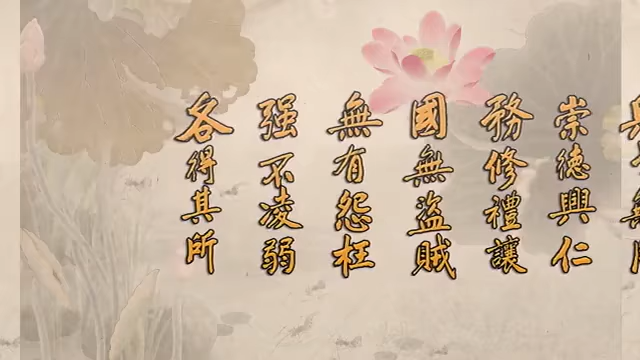 崇德興仁
務修禮讓
國無盜賊
無有怨枉
强不凌弱
各得其所